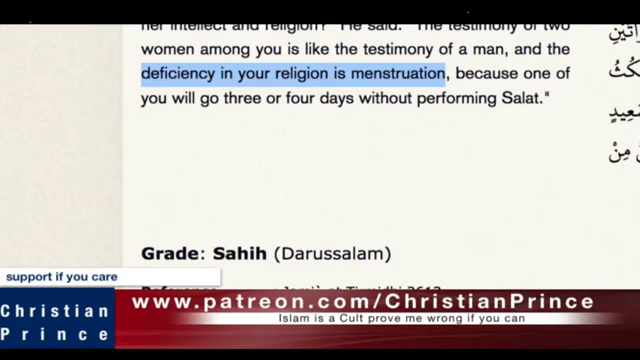 her intellect and religion?" He said: "The testimony of two
women among you is like the testimony of a man, and the
deficiency in your religion is menstruation, because one of
you will go three or four days without performing Salat."
Grade: Sahih (Darussalam)
support if you care
Christian
Prince
www.patreon.com/ChristianPrince
Islam is a Cult prove me wrong if you can